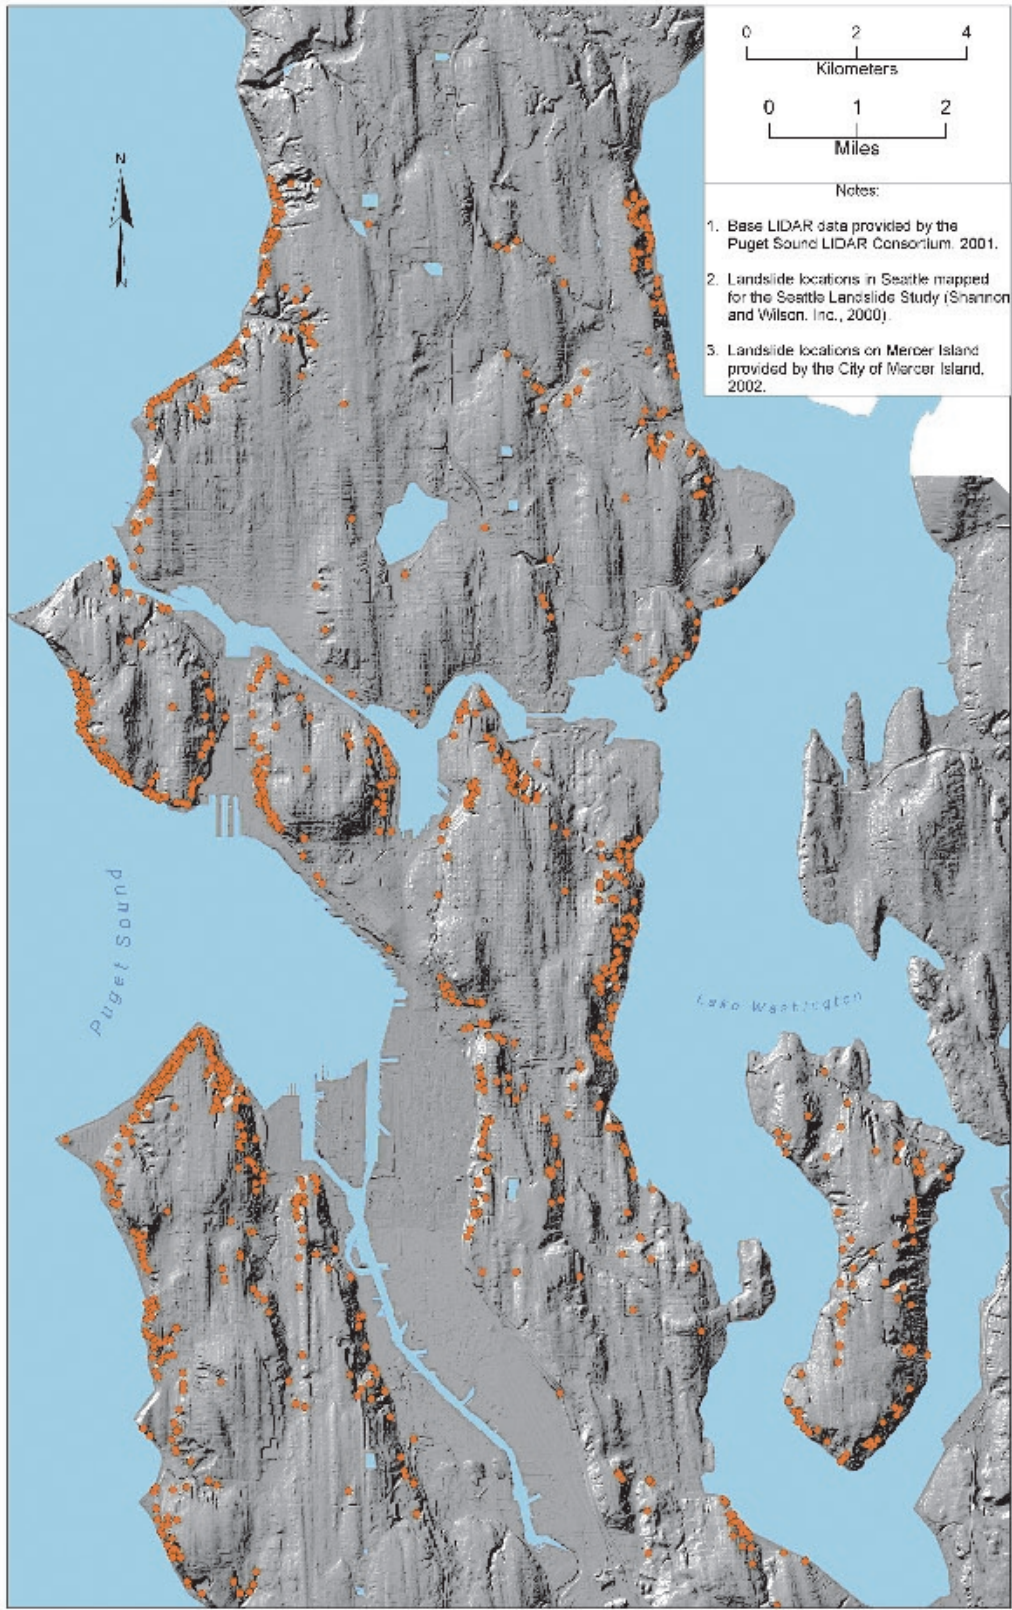 0 2 4
Kilometers
0 1 2
Miles
Notes:
1. Base LIDAR data provided by the
Puget Sound LIDAR Consortium, 2001.
2. Landslide locations in Seattle mapped
for the Seattle Landslide Study (Shannon
and Wilson, Inc., 2000).
3. Landslide locations on Mercer Island
provided by the City of Mercer Island,
2002.
N
Puget Sound
Lake Washington